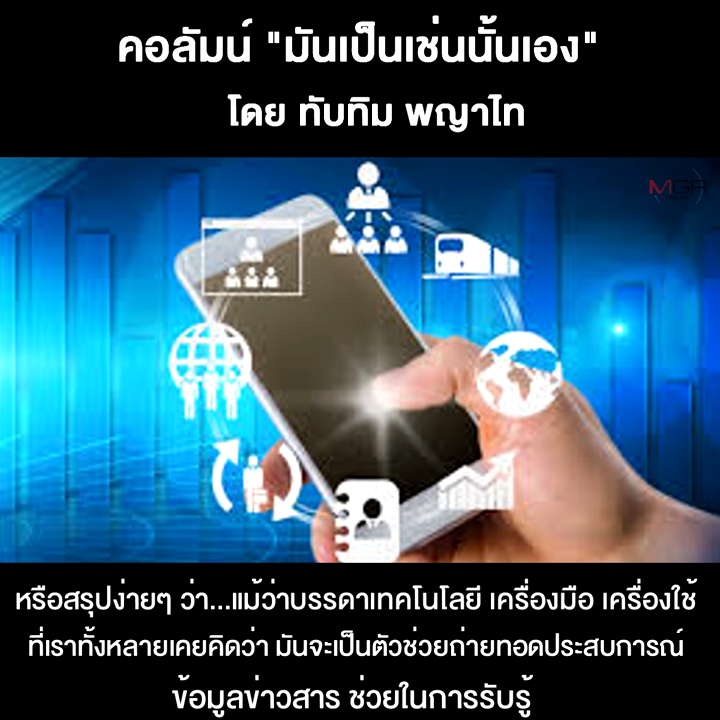 คอลัมน์ "มันเป็นเช่นนั้นเอง"
โดย ทับทิม พญาไท
MGR
หรือสรุปง่ายๆ ว่า...แม้ว่าบรรดาเทคโนโลยี เครื่องมือ เครื่องใช้
ที่เราทั้งหลายเคยคิดว่า มันจะเป็นตัวช่วยถ่ายทอดประสบการณ์
ข้อมูลข่าวสาร ช่วยในการรับรู้